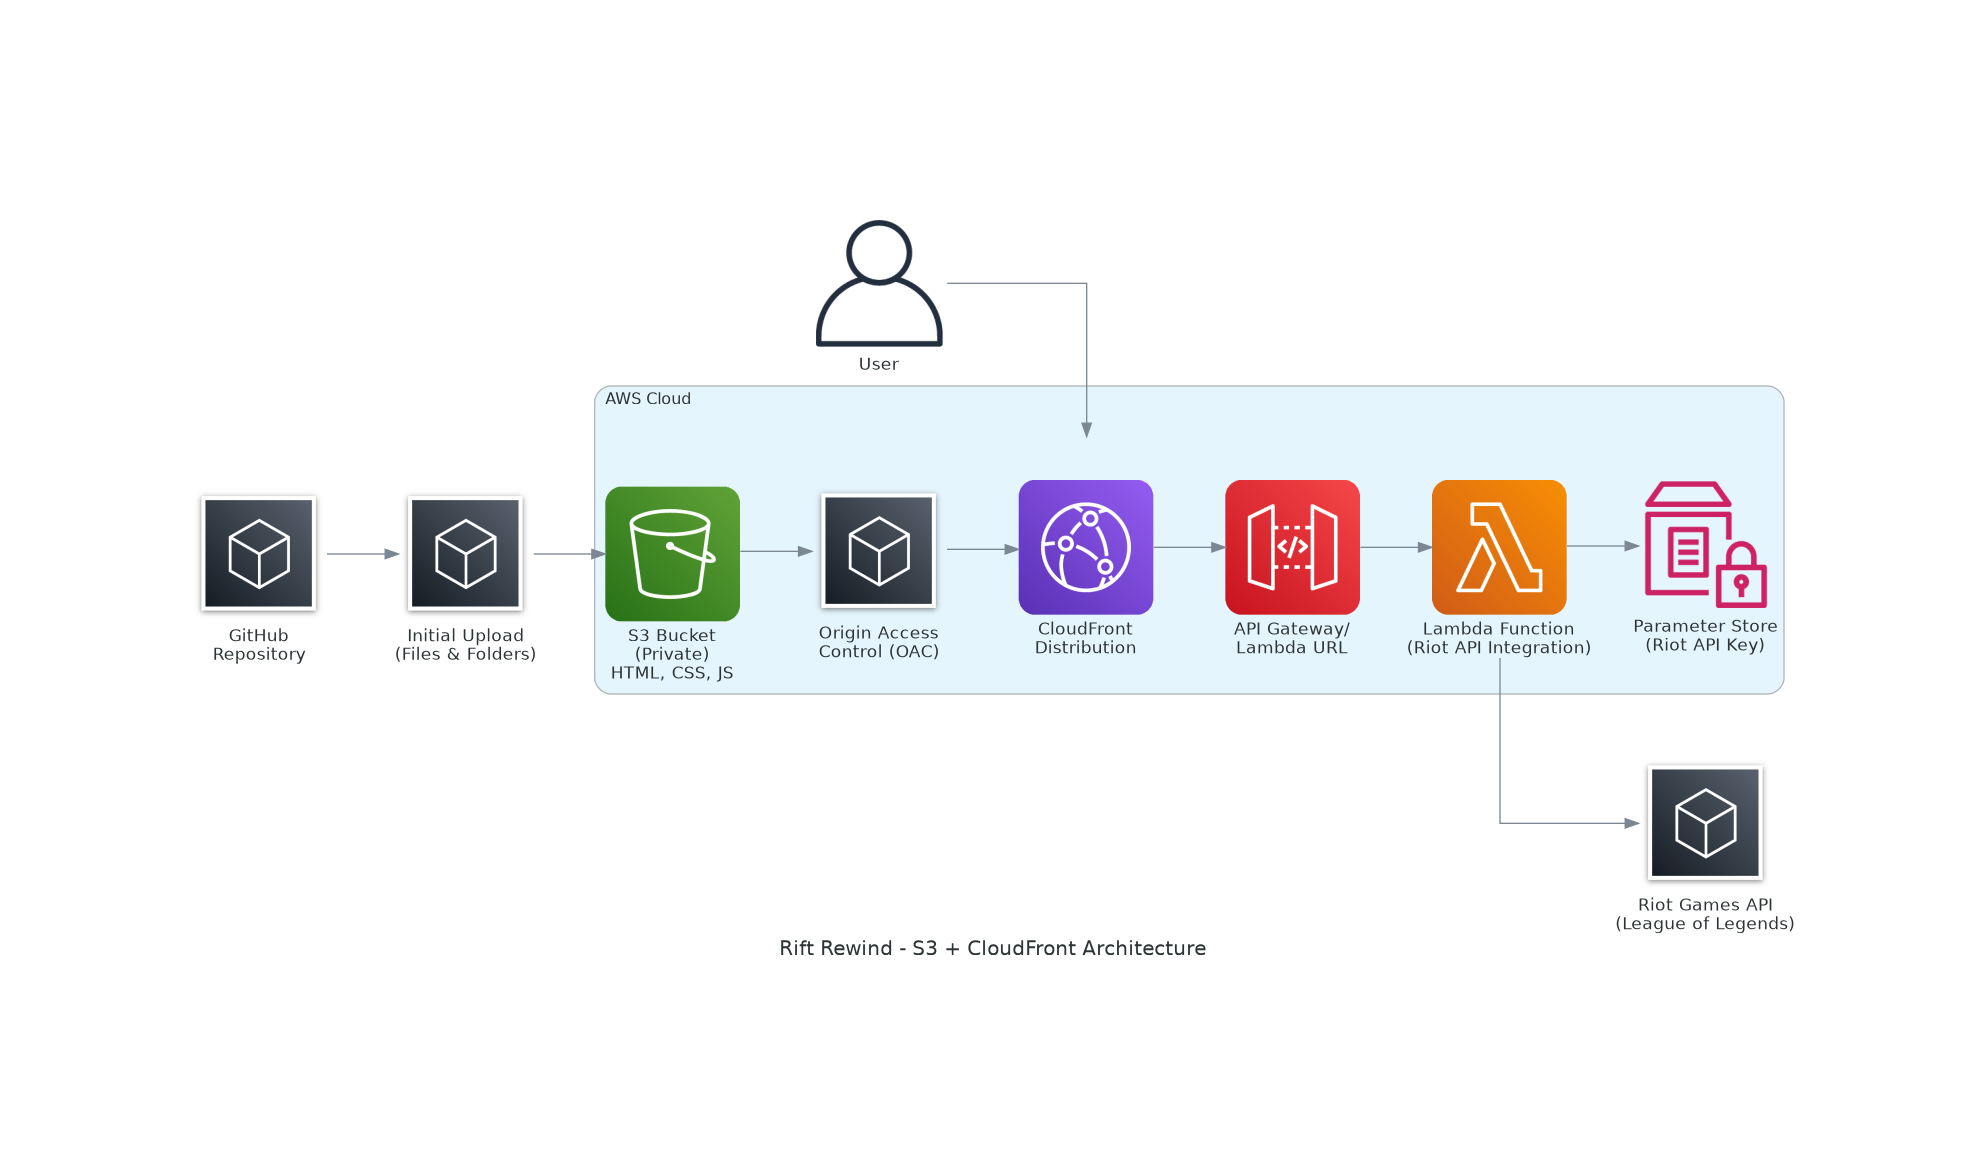 User
AWS Cloud
GitHub
Repository
Initial Upload
(Files & Folders)
S3 Bucket
(Private)
HTML, CSS, JS
Origin Access
Control (OAC)
CloudFront
Distribution
API Gateway/
Lambda URL
Lambda Function
(Riot API Integration)
Parameter Store
(Riot API Key)
Riot Games API
(League of Legends)
Rift Rewind - S3 + CloudFront Architecture